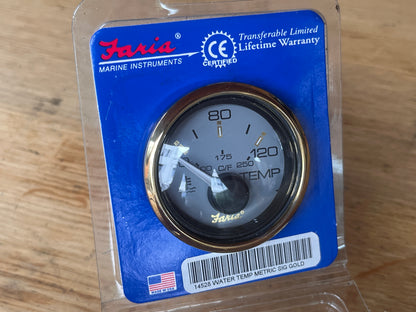 Faria®
MARINE INSTRUMENTS
CE
CERTIFIED
Transferable Limited
Lifetime Warranty
80
175
120
C/F 250
TEMP
Faria
14528 WATER TEMP METRIC SIG GOLD